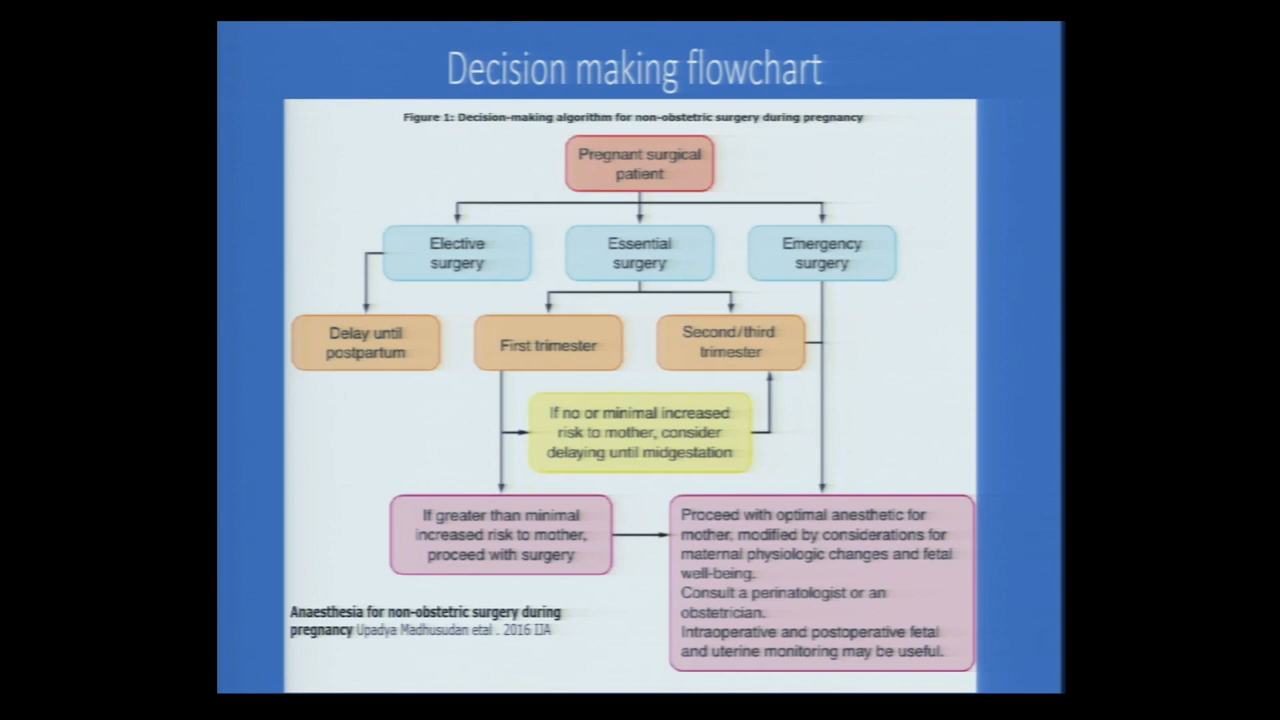 Decision making flowchart
Figure 1: Decision-making algorithm for non-obstetric surgery during pregnancy
Pregnant surgical
patient
Elective
surgery
Essential
surgery
Emergency
surgery
Delay until
postpartum
First trimester
Second/third
trimester
If no or minimal increased
risk to mother, consider
delaying until midgestation
If greater than minimal
increased risk to mother,
proceed with surgery
Proceed with optimal anesthetic for
mother, modified by considerations for
maternal physiologic changes and fetal
well-being.
Consult a perinatologist or an
obstetrician.
Intraoperative and postoperative fetal
and uterine monitoring may be useful.
Anaesthesia for non-obstetric surgery during
pregnancy Upadya Madhusudan etal . 2016 IJA